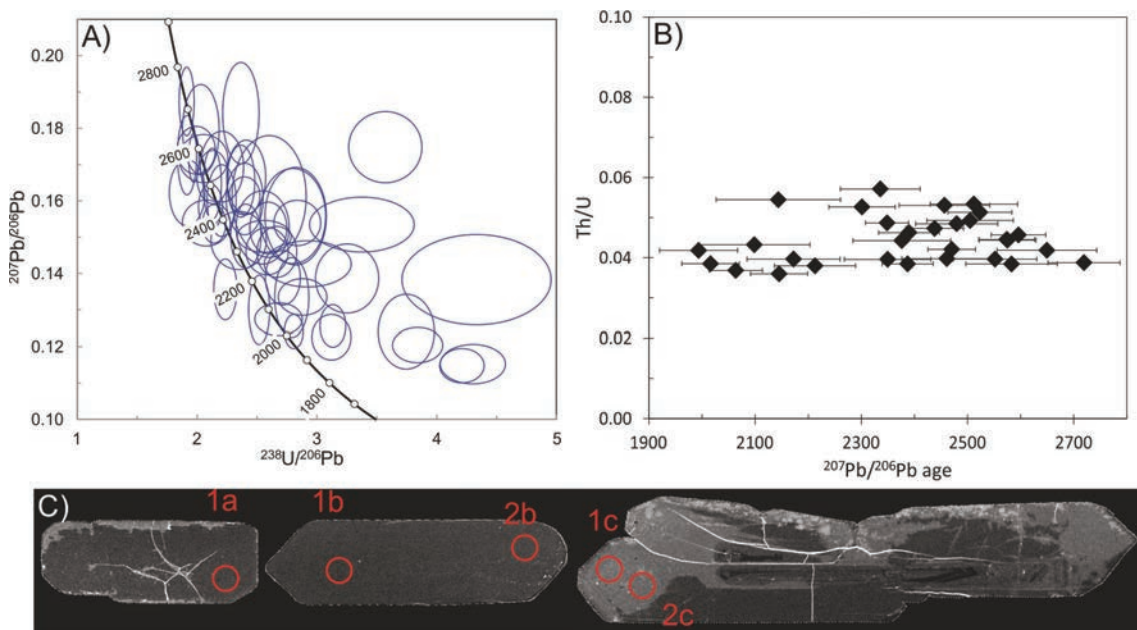 A)
0.20
0.18
0.16
0.14
0.12
0.10
²⁰⁷Pb/²⁰⁶Pb
2800
2600
2400
2200
2000
1800
1 2 3 4 5
²³⁸U/²⁰⁶Pb
B)
0.10
0.08
0.06
0.04
0.02
0.00
Th/U
1900 2100 2300 2500 2700
²⁰⁷Pb/²⁰⁶Pb age
C)
1a
1b
2b
1c
2c